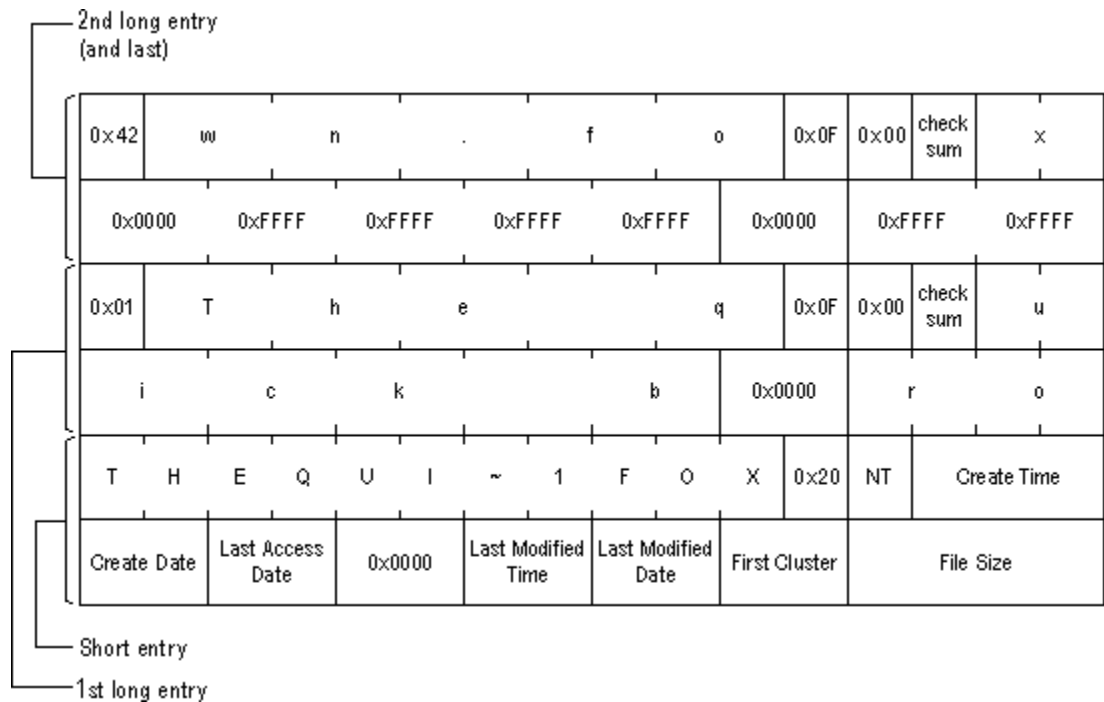 2nd long entry
(and last)
0x42 w n . f o 0x0F 0x00 check sum x
0x0000 0xFFFF 0xFFFF 0xFFFF 0xFFFF 0x0000 0xFFFF 0xFFFF
0x01 T h e q 0x0F 0x00 check sum u
i c k b 0x0000 r o
T H E Q U I ~ 1 F O X 0x20 NT Create Time
Create Date Last Access Date 0x0000 Last Modified Time Last Modified Date First Cluster File Size
Short entry
1st long entry